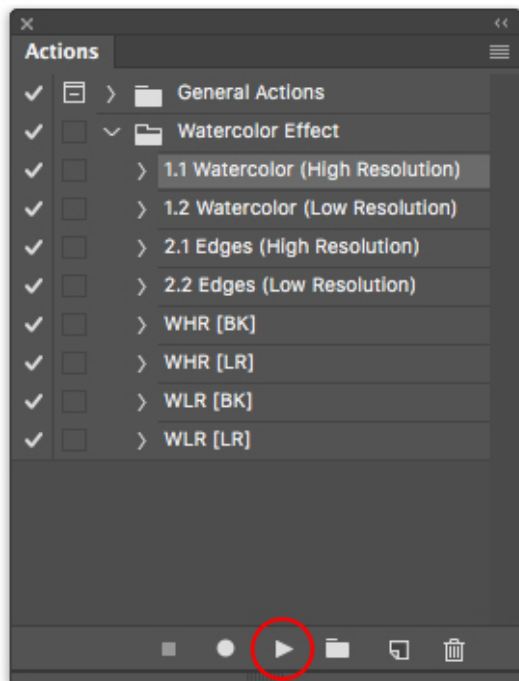 Actions
General Actions
Watercolor Effect
1.1 Watercolor (High Resolution)
1.2 Watercolor (Low Resolution)
2.1 Edges (High Resolution)
2.2 Edges (Low Resolution)
WHR [BK]
WHR [LR]
WLR [BK]
WLR [LR]